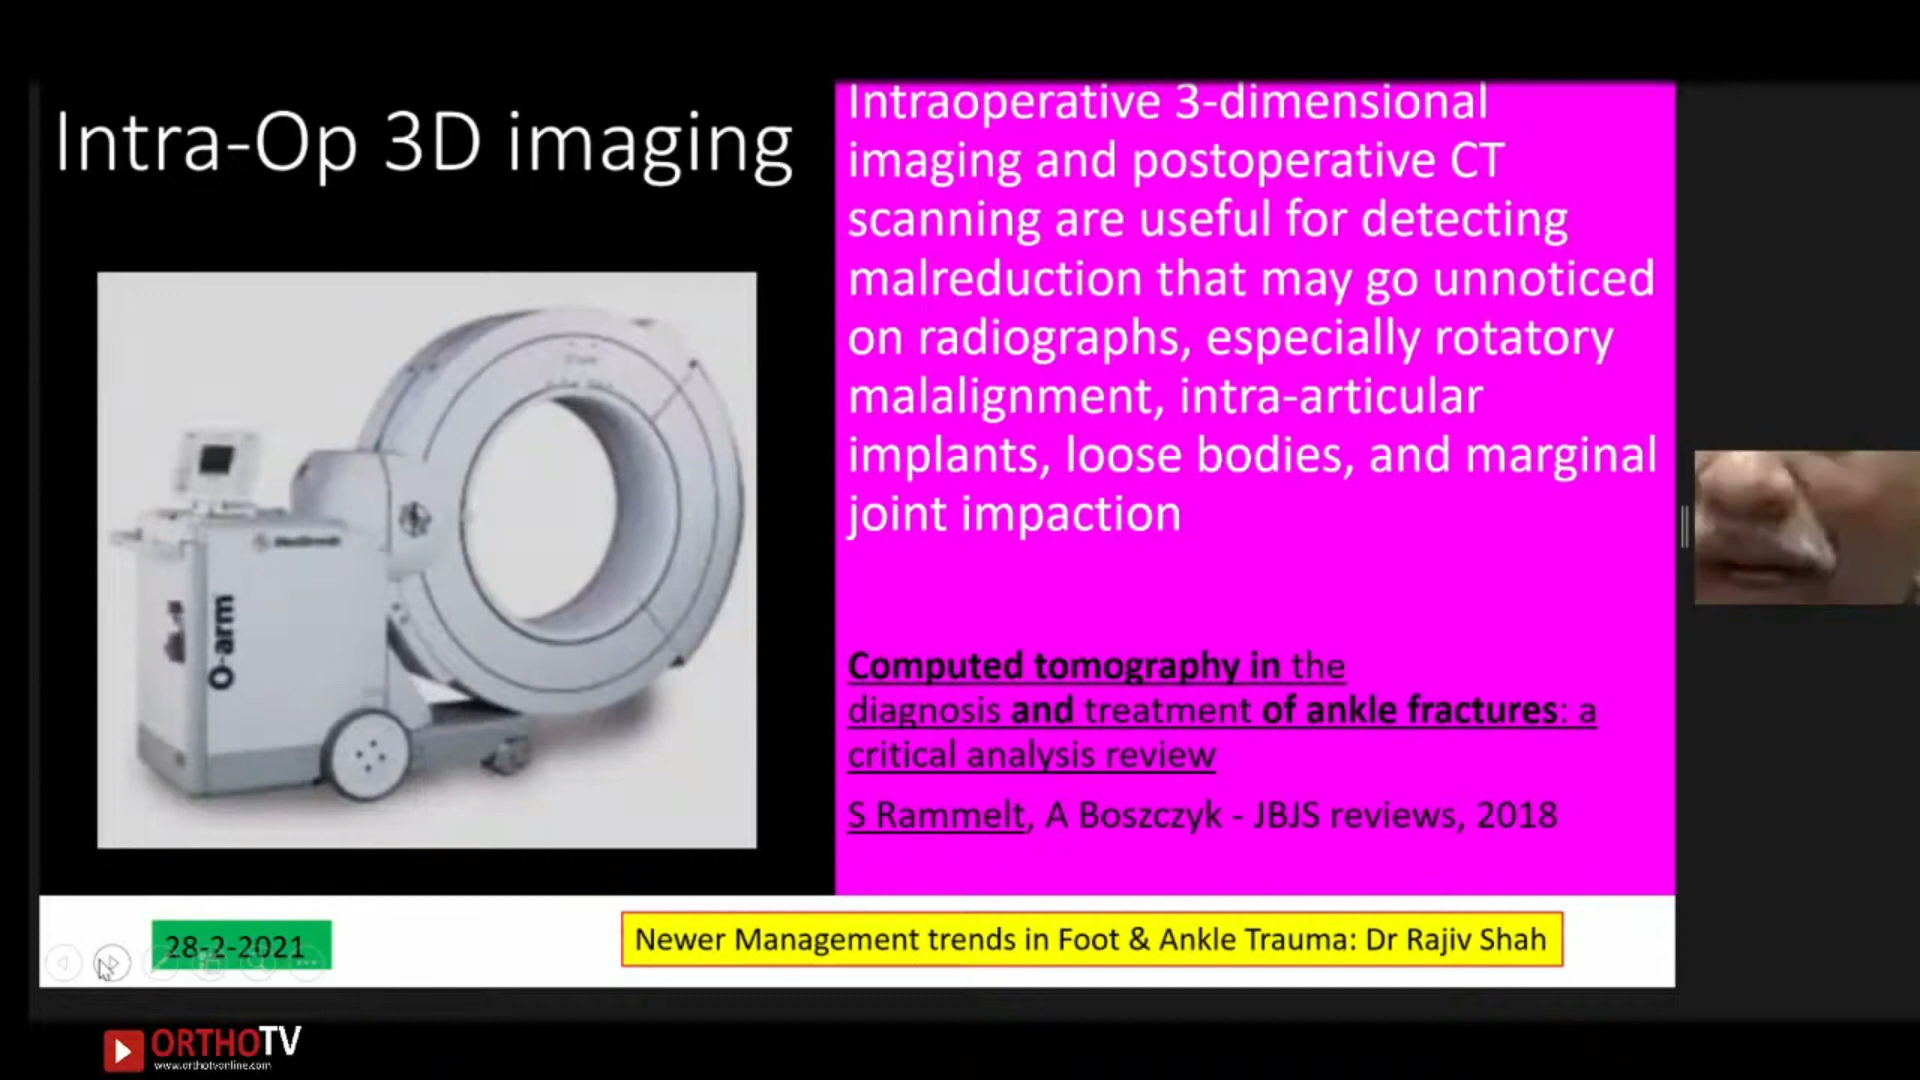 Intra-Op 3D imaging
O-arm
Intraoperative 3-dimensional
imaging and postoperative CT
scanning are useful for detecting
malreduction that may go unnoticed
on radiographs, especially rotatory
malalignment, intra-articular
implants, loose bodies, and marginal
joint impaction
Computed tomography in the
diagnosis and treatment of ankle fractures: a
critical analysis review
S Rammelt, A Boszczyk - JBJS reviews, 2018
28-2-2021
Newer Management trends in Foot & Ankle Trauma: Dr Rajiv Shah
ORTHOTV
www.orthotvonline.com